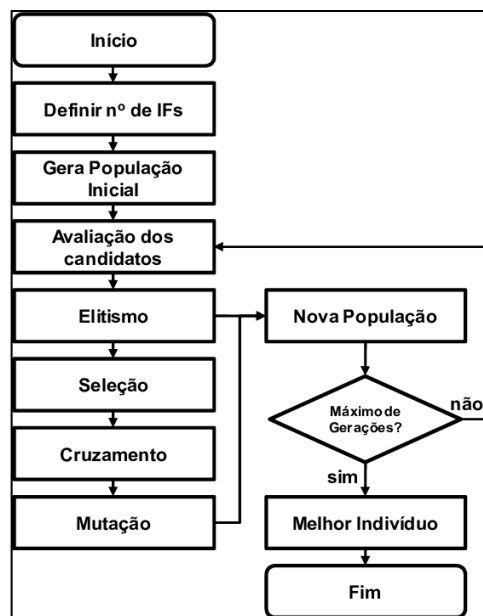 Início
Definir nº de IFs
Gera População
Inicial
Avaliação dos
candidatos
Elitismo
Seleção
Cruzamento
Mutação
Nova População
Máximo de
Gerações?
não
sim
Melhor Indivíduo
Fim